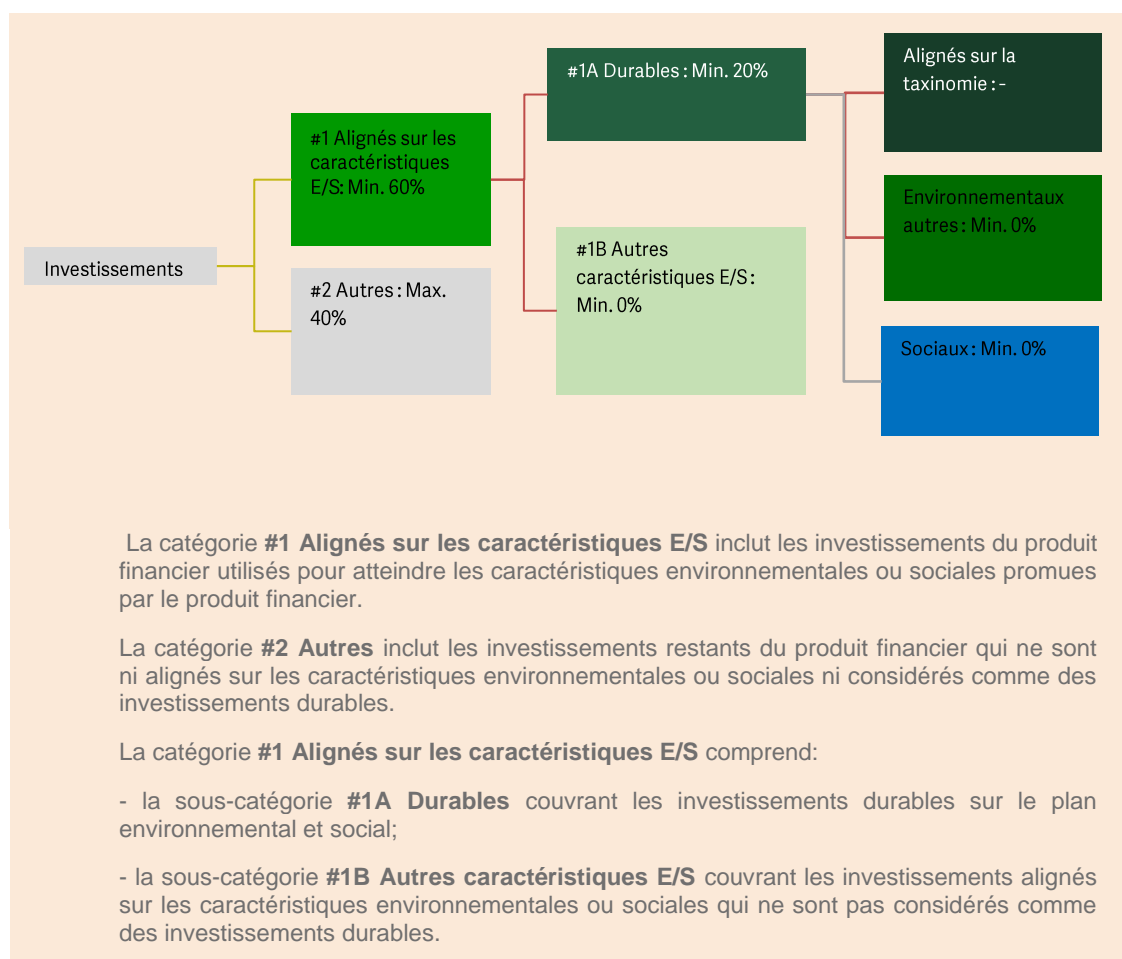 Investissements
#1 Alignés sur les
caractéristiques
E/S: Min. 60%
#2 Autres : Max.
40%
#1A Durables : Min. 20%
#1B Autres
caractéristiques E/S :
Min. 0%
Alignés sur la
taxinomie : -
Environnementaux
autres : Min. 0%
Sociaux : Min. 0%
La catégorie #1 Alignés sur les caractéristiques E/S inclut les investissements du produit
financier utilisés pour atteindre les caractéristiques environnementales ou sociales promues
par le produit financier.
La catégorie #2 Autres inclut les investissements restants du produit financier qui ne sont
ni alignés sur les caractéristiques environnementales ou sociales ni considérés comme des
investissements durables.
La catégorie #1 Alignés sur les caractéristiques E/S comprend:
- la sous-catégorie #1A Durables couvrant les investissements durables sur le plan
environnemental et social;
- la sous-catégorie #1B Autres caractéristiques E/S couvrant les investissements alignés
sur les caractéristiques environnementales ou sociales qui ne sont pas considérés comme
des investissements durables.